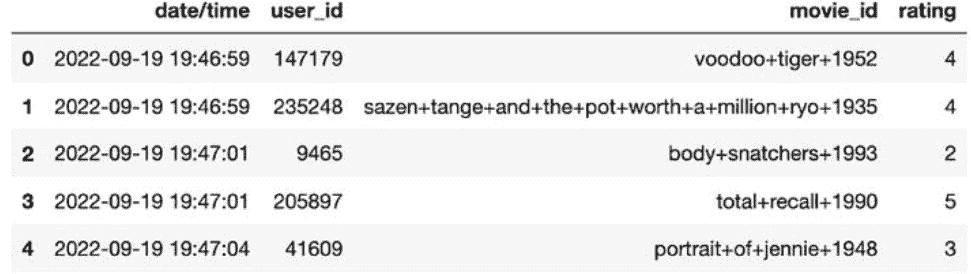 date/time user_id movie_id rating
0 2022-09-19 19:46:59 147179 voodoo+tiger+1952 4
1 2022-09-19 19:46:59 235248 sazen+tange+and+the+pot+worth+a+million+ryo+1935 4
2 2022-09-19 19:47:01 9465 body+snatchers+1993 2
3 2022-09-19 19:47:01 205897 total+recall+1990 5
4 2022-09-19 19:47:04 41609 portrait+of+jennie+1948 3